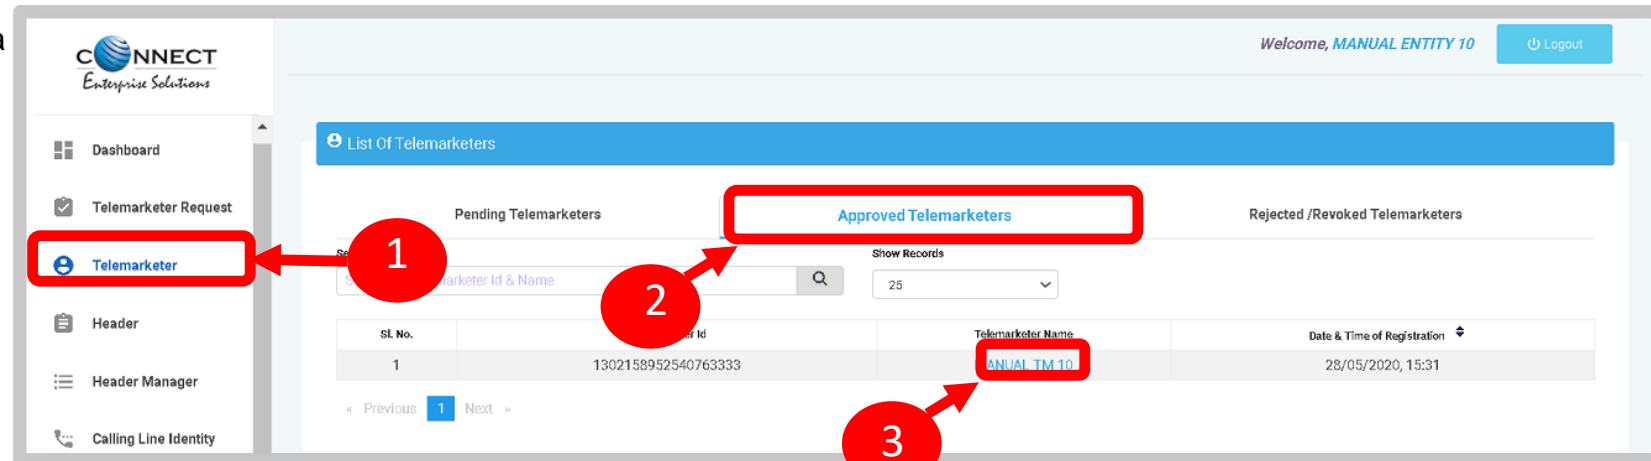 a
CONNECT
Enterprise Solutions
Welcome, MANUAL ENTITY 10
Logout
Dashboard
Telemarketer Request
Telemarketer
Header
Header Manager
Calling Line Identity
List Of Telemarketers
Pending Telemarketers
Approved Telemarketers
Rejected /Revoked Telemarketers
1
2
Show Records
Id & Name
25
Sl. No.
Id
Telemarketer Name
Date & Time of Registration
1
1302158952540763333
TM 10
28/05/2020, 15:31
« Previous 1 Next »
3